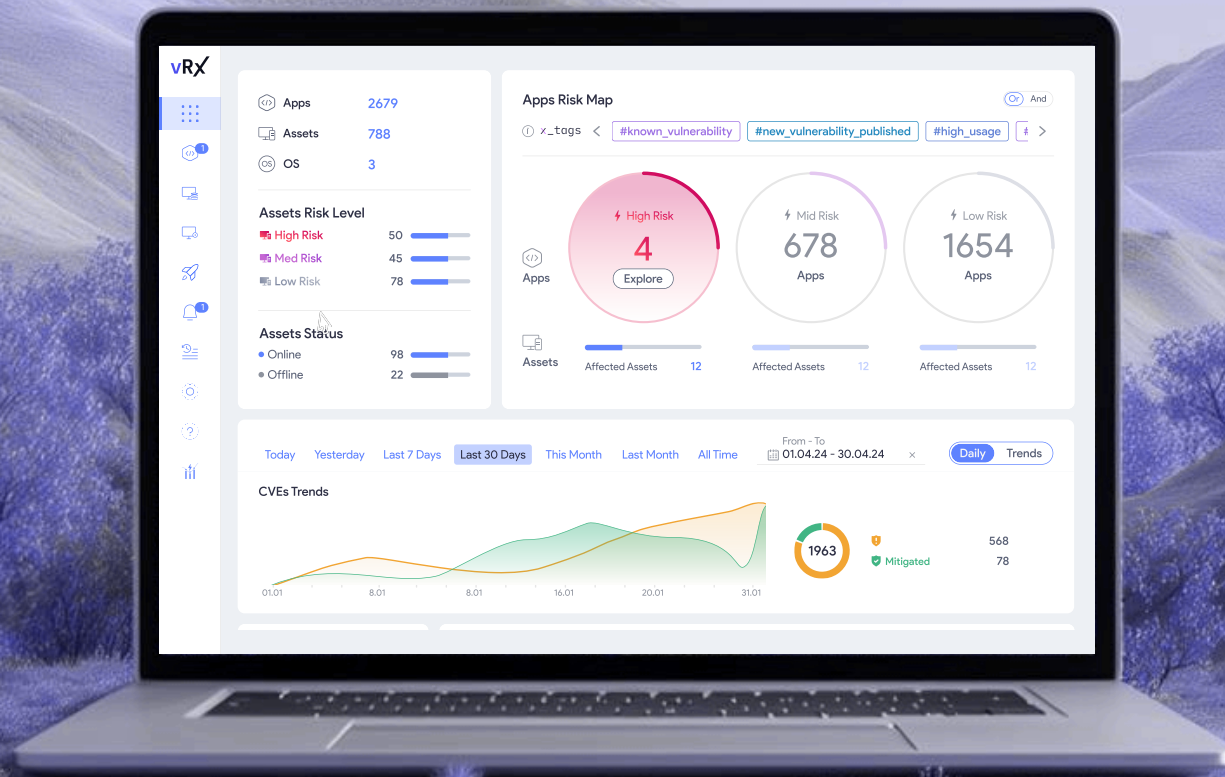 vRx
1
1
Apps 2679
Assets 788
OS OS 3
Assets Risk Level
High Risk 50
Med Risk 45
Low Risk 78
Assets Status
Online 98
Offline 22
Apps Risk Map
Or And
x_tags #known_vulnerability #new_vulnerability_published #high_usage #
High Risk
4
Explore
Mid Risk
678
Apps
Low Risk
1654
Apps
Apps
Assets
Affected Assets 12
Affected Assets 12
Affected Assets 12
Today Yesterday Last 7 Days Last 30 Days This Month Last Month All Time
From - To
01.04.24 - 30.04.24 ×
Daily Trends
CVEs Trends
01.01 8.01 8.01 16.01 20.01 31.01
1963
568
Mitigated 78